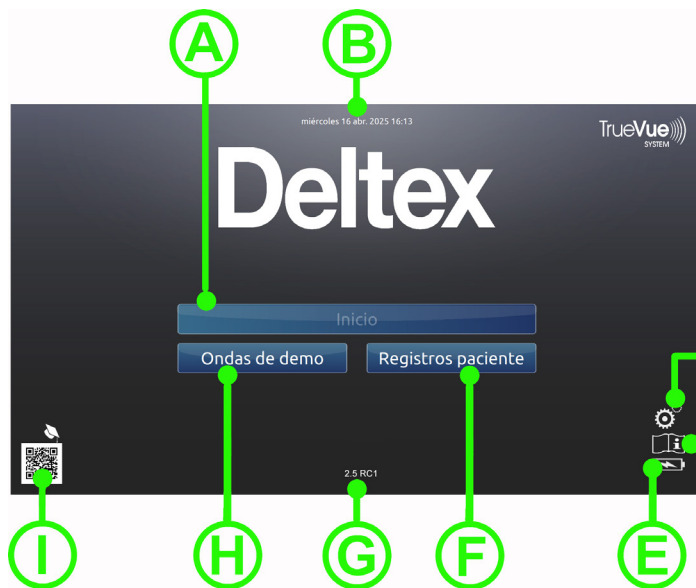 A
B
miércoles 16 abr. 2025 16:13
TrueVue
SYSTEM
Deltex
Inicio
Ondas de demo
Registros paciente
i
2.5 RC1
I
H
G
F
E